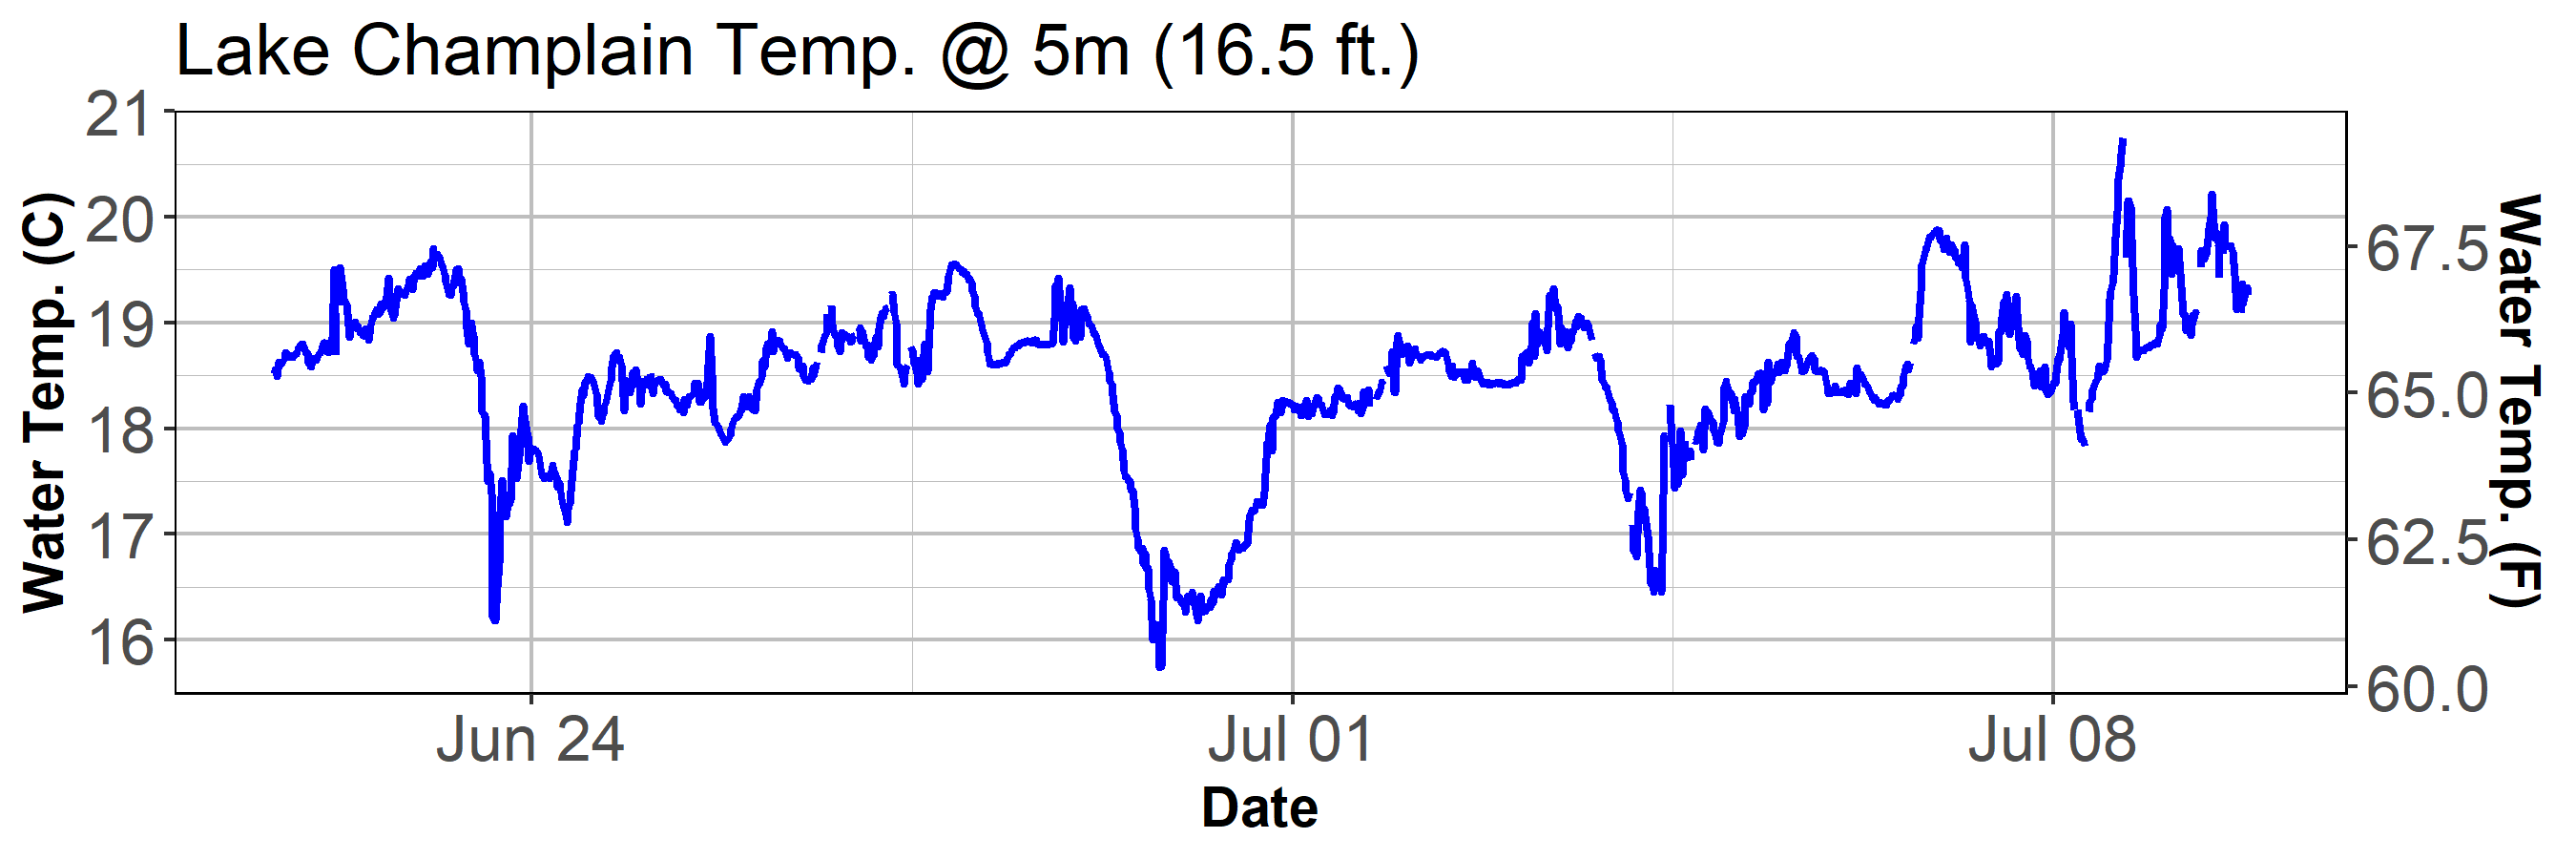 Lake Champlain Temp. @ 5m (16.5 ft.)
Water Temp. (C)
21
20
19
18
17
16
Water Temp. (F)
67.5
65.0
62.5
60.0
Jun 24
Jul 01
Jul 08
Date